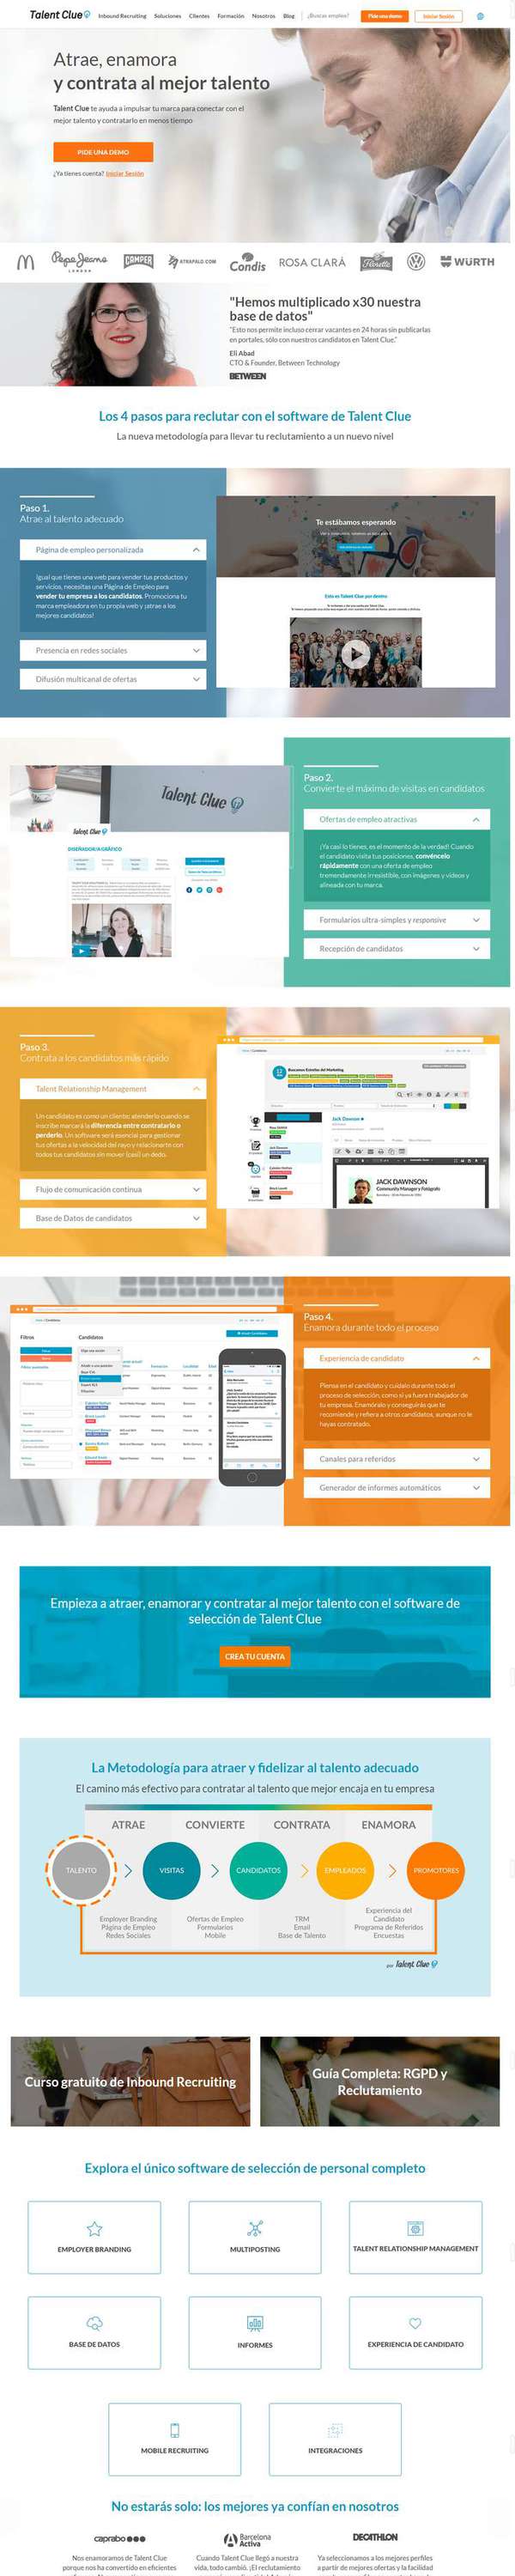 Talent Clue
Inbound Recruiting Soluciones Clientes Formación Nosotros Blog ¿Buscas empleo? Pide una demo Iniciar Sesión
Atrae, enamora
y contrata al mejor talento
Talent Clue te ayuda a impulsar tu marca para conectar con el
mejor talento y contratarlo en menos tiempo
PIDE UNA DEMO
¿Ya tienes cuenta? Iniciar Sesión
Pepe Jeans
LONDON
CAMPER
ATRAPALO.COM
Condis
ROSA CLARÁ
Florette
WÜRTH
"Hemos multiplicado x30 nuestra
base de datos"
"Esto nos permite incluso cerrar vacantes en 24 horas sin publicarlas
en portales, sólo con nuestros candidatos en Talent Clue."
Eli Abad
CTO & Founder, Between Technology
BETWEEN
Los 4 pasos para reclutar con el software de Talent Clue
La nueva metodología para llevar tu reclutamiento a un nuevo nivel
Paso 1.
Atrae al talento adecuado
Página de empleo personalizada
Igual que tienes una web para vender tus productos y
servicios, necesitas una Página de Empleo para
vender tu empresa a los candidatos. Promociona tu
marca empleadora en tu propia web y ¡atrae a los
mejores candidatos!
Presencia en redes sociales
Difusión multicanal de ofertas
Te estábamos esperando
Esto es Talent Clue por dentro
Paso 2.
Convierte el máximo de visitas en candidatos
Ofertas de empleo atractivas
¡Ya casi lo tienes, es el momento de la verdad! Cuando
el candidato visita tus posiciones, convéncelo
rápidamente con una oferta de empleo
tremendamente irresistible, con imágenes y vídeos y
alineada con tu marca.
Formularios ultra-simples y responsive
Recepción de candidatos
Talent Clue
Talent Clue
DISEÑADOR/A GRÁFICO
Paso 3.
Contrata a los candidatos más rápido
Talent Relationship Management
Un candidato es como un cliente: atenderlo cuando se
inscribe marcará la diferencia entre contratarlo o
perderlo. Un software será esencial para gestionar
tus ofertas a la velocidad del rayo y relacionarte con
todos tus candidatos sin mover (casi) un dedo.
Flujo de comunicación continua
Base de Datos de candidatos
Buscamos Estrellas del Marketing
Jack Dawnson
JACK DAWNSON
Community Manager y Fotógrafo
Paso 4.
Enamora durante todo el proceso
Experiencia de candidato
Piensa en el candidato y cuídalo durante todo el
proceso de selección, como si ya fuera trabajador de
tu empresa. Enamóralo y conseguirás que te
recomiende y refiera a otros candidatos, aunque no le
hayas contratado.
Canales para referidos
Generador de informes automáticos
Filtros
Candidatos
Empieza a atraer, enamorar y contratar al mejor talento con el software de
selección de Talent Clue
CREA TU CUENTA
La Metodología para atraer y fidelizar al talento adecuado
El camino más efectivo para contratar al talento que mejor encaja en tu empresa
ATRAE CONVIERTE CONTRATA ENAMORA
TALENTO VISITAS CANDIDATOS EMPLEADOS PROMOTORES
Employer Branding
Página de Empleo
Redes Sociales
Ofertas de Empleo
Formularios
Mobile
TRM
Email
Base de Talento
Experiencia del
Candidato
Programa de Referidos
Encuestas
por Talent Clue
Curso gratuito de Inbound Recruiting
Guía Completa: RGPD y
Reclutamiento
Explora el único software de selección de personal completo
EMPLOYER BRANDING
MULTIPOSTING
TALENT RELATIONSHIP MANAGEMENT
BASE DE DATOS
INFORMES
EXPERIENCIA DE CANDIDATO
MOBILE RECRUITING
INTEGRACIONES
No estarás solo: los mejores ya confían en nosotros
caprabo
Barcelona
Activa
DECATHLON
Nos enamoramos de Talent Clue
porque nos ha convertido en eficientes
Cuando Talent Clue llegó a nuestra
vida, todo cambió. ¡El reclutamiento
Ya seleccionamos a los mejores perfiles
a partir de mejores ofertas y la facilidad